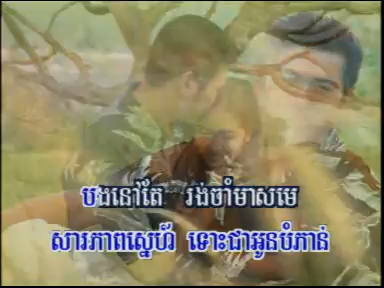 បងនៅតែ រង់ចាំមាសមេ
សារភាពស្នេហ៍ ទោះជាអូនបំភាន់